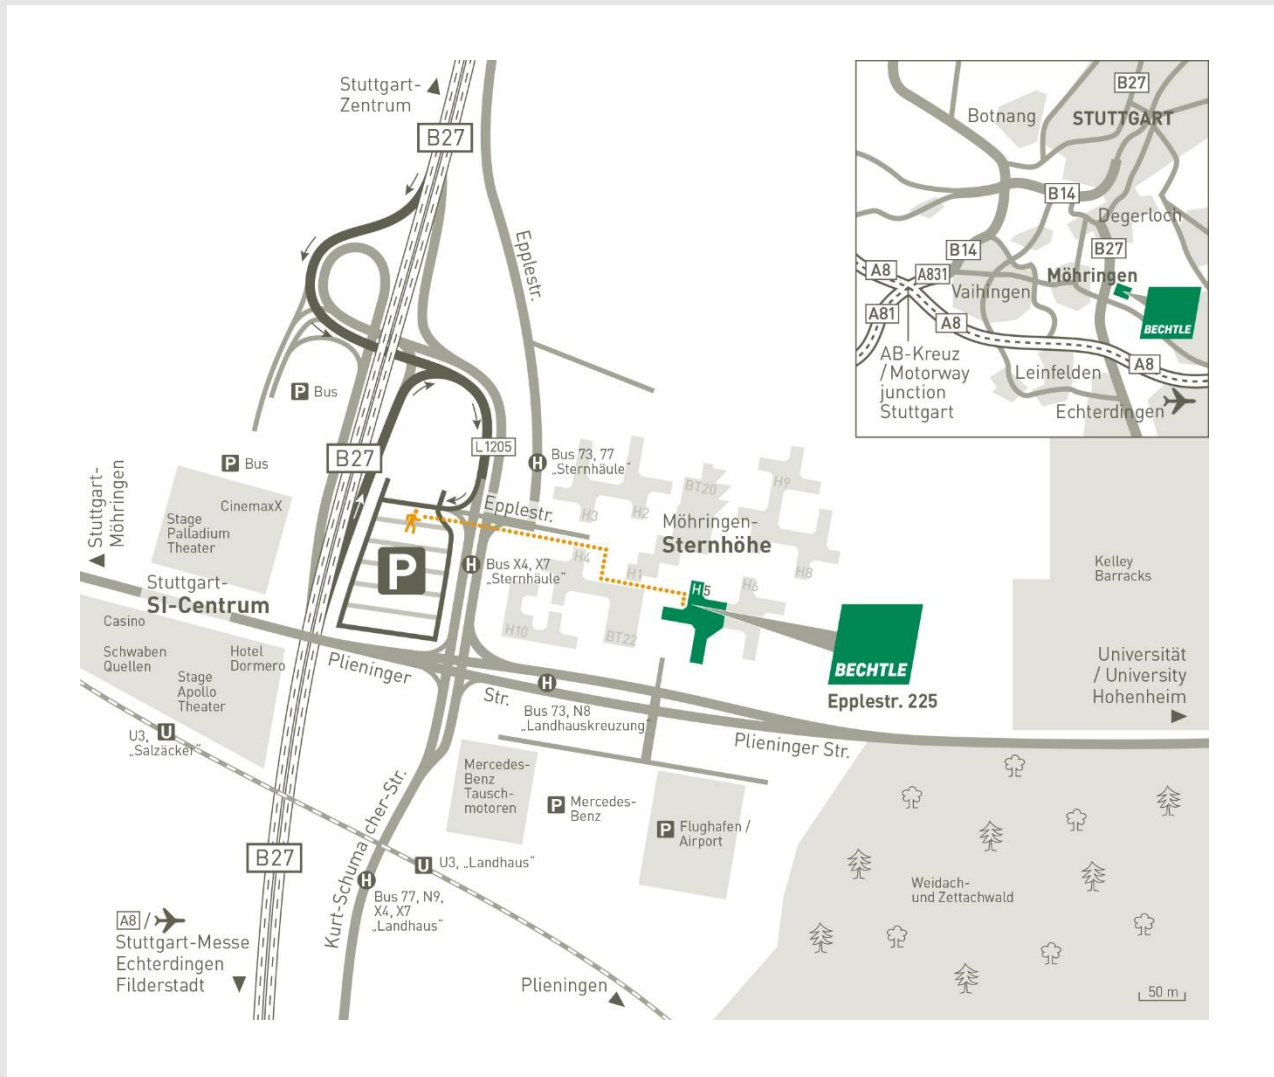 Stuttgart-
Zentrum
B27
Epplestr.
P Bus
L 1205
B27
P Bus
H
Bus 73, 77
„Sternhäule“
CinemaxX
Stage
Palladium
Theater
Stuttgart-
Möhringen
Epplestr.
H3
H2
BT20
H9
Möhringen-
Sternhöhe
P
H
Bus X4, X7
„Sternhäule“
H4
H1
H5
H6
H8
H10
BT22
Stuttgart-
SI-Centrum
Casino
Schwaben
Quellen
Hotel
Dormero
Stage
Apollo
Theater
Plieninger
Str.
BECHTLE
Epplestr. 225
Kelley
Barracks
Universität
/ University
Hohenheim
H
Bus 73, N8
„Landhauskreuzung“
Plieninger Str.
U
U3,
„Salzäcker“
Mercedes-
Benz
Tausch-
motoren
P Mercedes-
Benz
P Flughafen /
Airport
Kurt-Schumacher-Str.
B27
U U3, „Landhaus“
H
Bus 77, N9,
X4, X7
„Landhaus“
A8 /
Stuttgart-Messe
Echterdingen
Filderstadt
Plieningen
Weidach-
und Zettachwald
50 m
B27
Botnang
STUTTGART
B14
Degerloch
B14
B27
A8
A831
Möhringen
Vaihingen
A81
A8
BECHTLE
AB-Kreuz
/ Motorway
junction
Stuttgart
A8
Leinfelden
Echterdingen